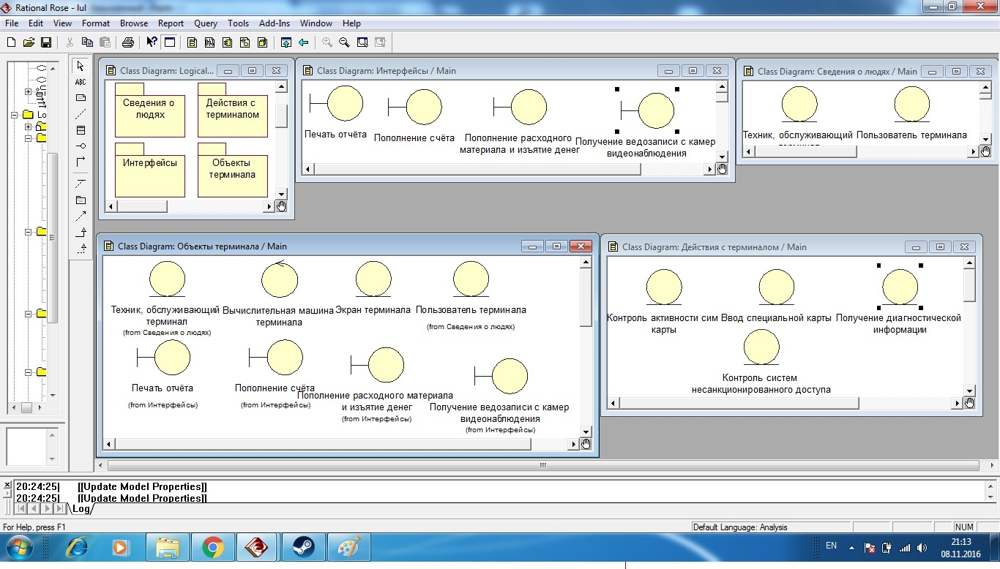 Rational Rose - lul
File Edit View Format Browse Report Query Tools Add-Ins Window Help
ABC
Lo
Class Diagram: Logical...
Сведения о
людях
Действия с
терминалом
Интерфейсы
Объекты
терминала
Class Diagram: Интерфейсы / Main
Печать отчёта
Пополнение счёта
Пополнение расходного
материала и изъятие денег
Получение ведозаписи с камер
видеонаблюдения
Class Diagram: Сведения о людях / Main
Техник, обслуживающий
Пользователь терминала
Class Diagram: Объекты терминала / Main
Техник, обслуживающий
терминал
(from Сведения о людях)
Вычислительная машина
терминала
Экран терминала
Пользователь терминала
(from Сведения о людях)
Печать отчёта
(from Интерфейсы)
Пополнение счёта
(from Интерфейсы)
Пополнение расходного материала
и изъятие денег
(from Интерфейсы)
Получение ведозаписи с камер
видеонаблюдения
(from Интерфейсы)
Class Diagram: Действия с терминалом / Main
Контроль активности сим
карты
Ввод специальной карты
Получение диагностической
информации
Контроль систем
несанкционированного доступа
20:24:25| [[Update Model Properties]]
20:24:25| [[Update Model Properties]]
Log
For Help, press F1
Default Language: Analysis
NUM
EN
21:13
08.11.2016